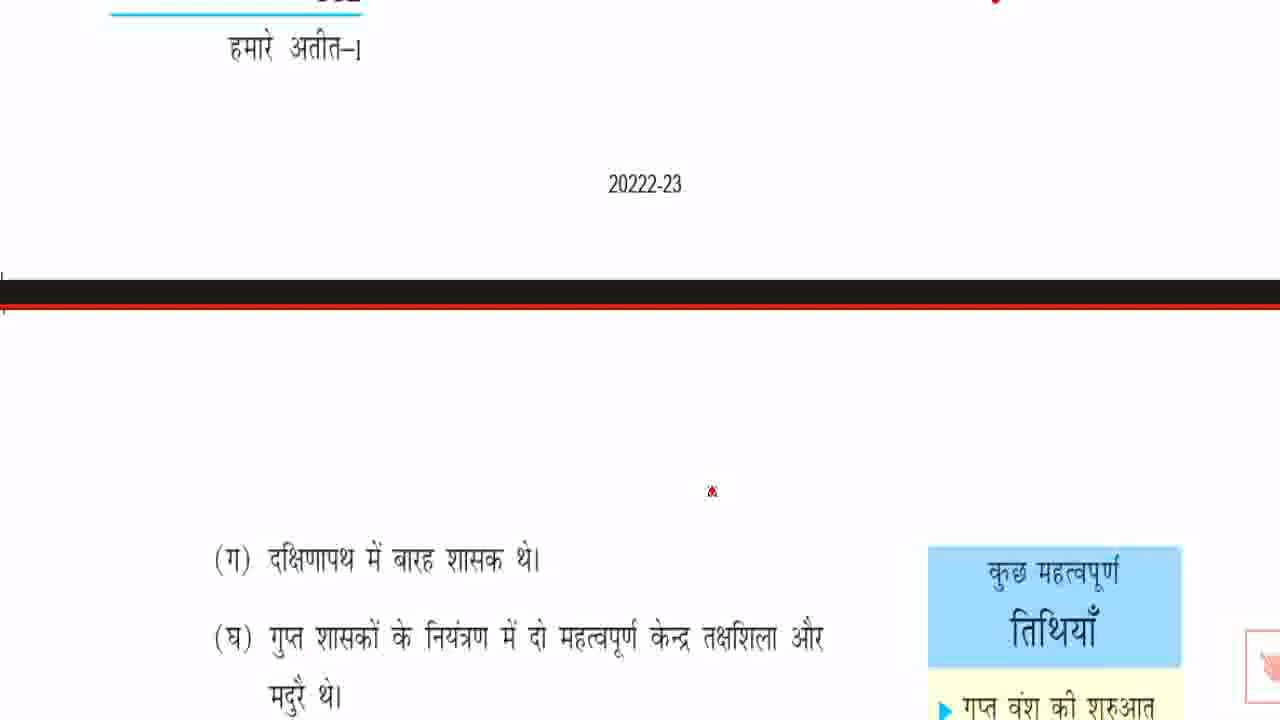 हमारे अतीत–1
20222-23
(ग) दक्षिणापथ में बारह शासक थे।
(घ) गुप्त शासकों के नियंत्रण में दो महत्वपूर्ण केन्द्र तक्षशिला और
मदुरै थे।
कुछ महत्वपूर्ण
तिथियाँ
गुप्त वंश की शुरुआत